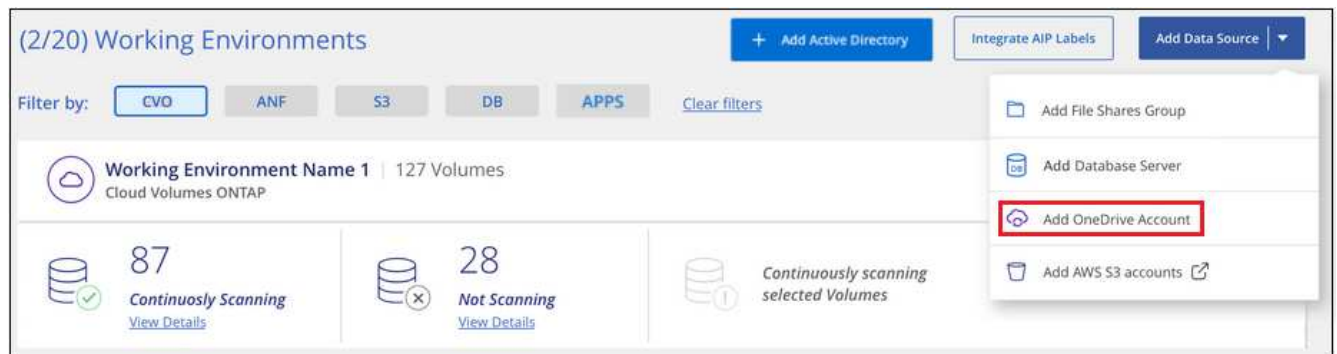 (2/20) Working Environments
+ Add Active Directory
Integrate AIP Labels
Add Data Source
Filter by:
CVO
ANF
S3
DB
APPS
Clear filters
Add File Shares Group
Working Environment Name 1 | 127 Volumes
Cloud Volumes ONTAP
DB
Add Database Server
Add OneDrive Account
87
Continuosly Scanning
View Details
28
Not Scanning
View Details
Continuously scanning
selected Volumes
Add AWS S3 accounts